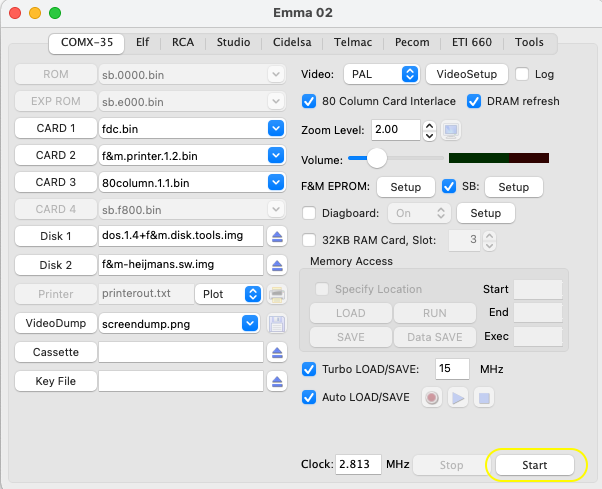 Emma 02
COMX-35 Elf RCA Studio Cidelsa Telmac Pecom ETI 660 Tools
ROM sb.0000.bin
EXP ROM sb.e000.bin
CARD 1 fdc.bin
CARD 2 f&m.printer.1.2.bin
CARD 3 80column.1.1.bin
CARD 4 sb.f800.bin
Disk 1 dos.1.4+f&m.disk.tools.img
Disk 2 f&m-heijmans.sw.img
Printer printerout.txt Plot
VideoDump screendump.png
Cassette
Key File
Video: PAL VideoSetup Log
80 Column Card Interlace DRAM refresh
Zoom Level: 2.00
Volume:
F&M EPROM: Setup SB: Setup
Diagboard: On Setup
32KB RAM Card, Slot: 3
Memory Access
Specify Location Start
LOAD RUN End
SAVE Data SAVE Exec
Turbo LOAD/SAVE: 15 MHz
Auto LOAD/SAVE
Clock: 2.813 MHz Stop Start